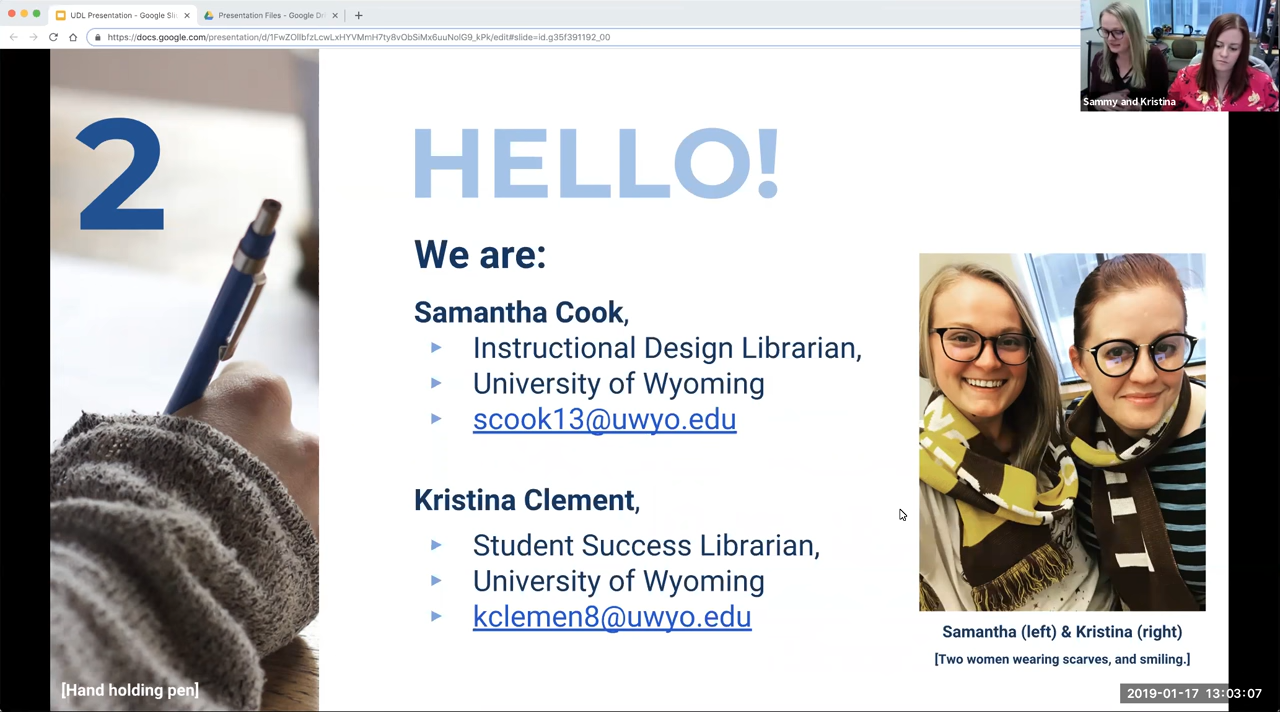 UDL Presentation - Google Sli
Presentation Files - Google Dr
https://docs.google.com/presentation/d/1FwZOllbfzLcwLxHYVMmH7ty8vObSiMx6uuNolG9_kPk/edit#slide=id.g35f391192_00
Sammy and Kristina
2
HELLO!
We are:
Samantha Cook,
Instructional Design Librarian,
University of Wyoming
scook13@uwyo.edu
Kristina Clement,
Student Success Librarian,
University of Wyoming
kclemen8@uwyo.edu
Samantha (left) & Kristina (right)
[Two women wearing scarves, and smiling.]
[Hand holding pen]
2019-01-17 13:03:07